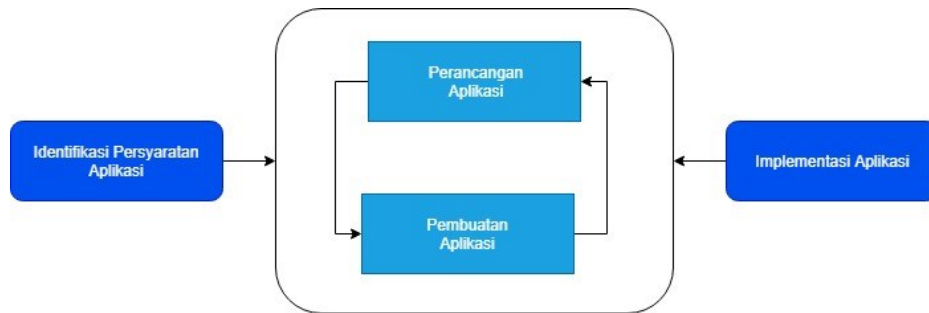 Perancangan
Aplikasi
Identifikasi Persyaratan
Aplikasi
Implementasi Aplikasi
Pembuatan
Aplikasi